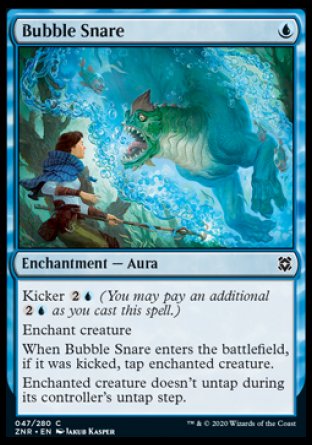 Bubble Snare
Enchantment — Aura
Kicker 2 (You may pay an additional
2 as you cast this spell.)
Enchant creature
When Bubble Snare enters the battlefield,
if it was kicked, tap enchanted creature.
Enchanted creature doesn't untap during
its controller's untap step.
047/280 C
ZNR • EN Jakub Kasper
™ & © 2020 Wizards of the Coast